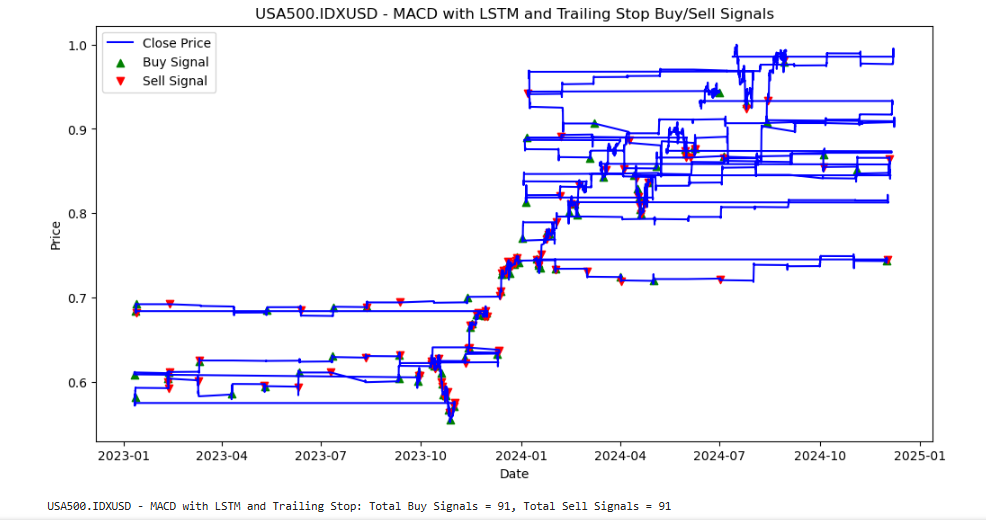 USA500.IDXUSD - MACD with LSTM and Trailing Stop Buy/Sell Signals
Close Price
Buy Signal
Sell Signal
1.0
0.9
0.8
0.7
0.6
Price
2023-01 2023-04 2023-07 2023-10 2024-01 2024-04 2024-07 2024-10 2025-01
Date
USA500.IDXUSD - MACD with LSTM and Trailing Stop: Total Buy Signals = 91, Total Sell Signals = 91